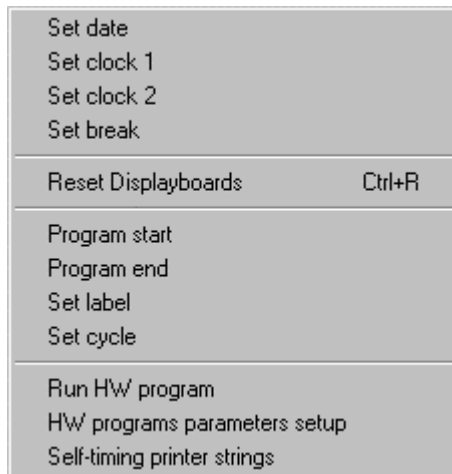 Set date
Set clock 1
Set clock 2
Set break
Reset Displayboards Ctrl+R
Program start
Program end
Set label
Set cycle
Run HW program
HW programs parameters setup
Self-timing printer strings